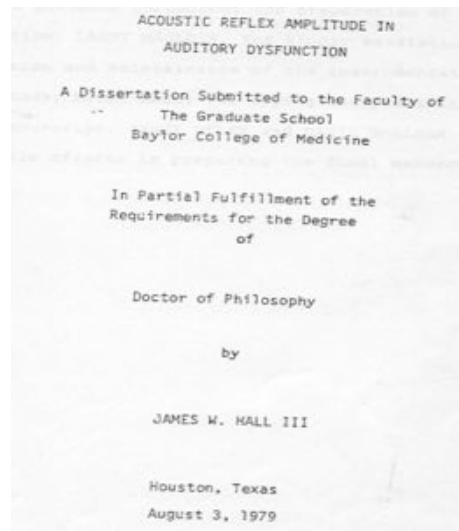 ACOUSTIC REFLEX AMPLITUDE IN
AUDITORY DYSFUNCTION
A Dissertation Submitted to the Faculty of
The Graduate School
Baylor College of Medicine
In Partial Fulfillment of the
Requirements for the Degree
of
Doctor of Philosophy
by
JAMES W. HALL III
Houston, Texas
August 3, 1979